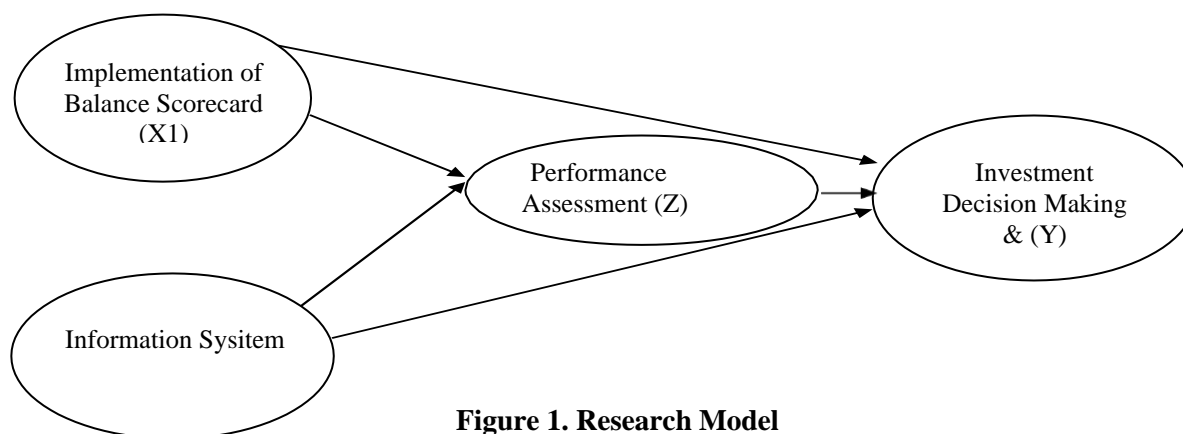 Implementation of
Balance Scorecard
(X1)
Performance
Assessment (Z)
Investment
Decision Making
& (Y)
Information Sysitem
Figure 1. Research Model